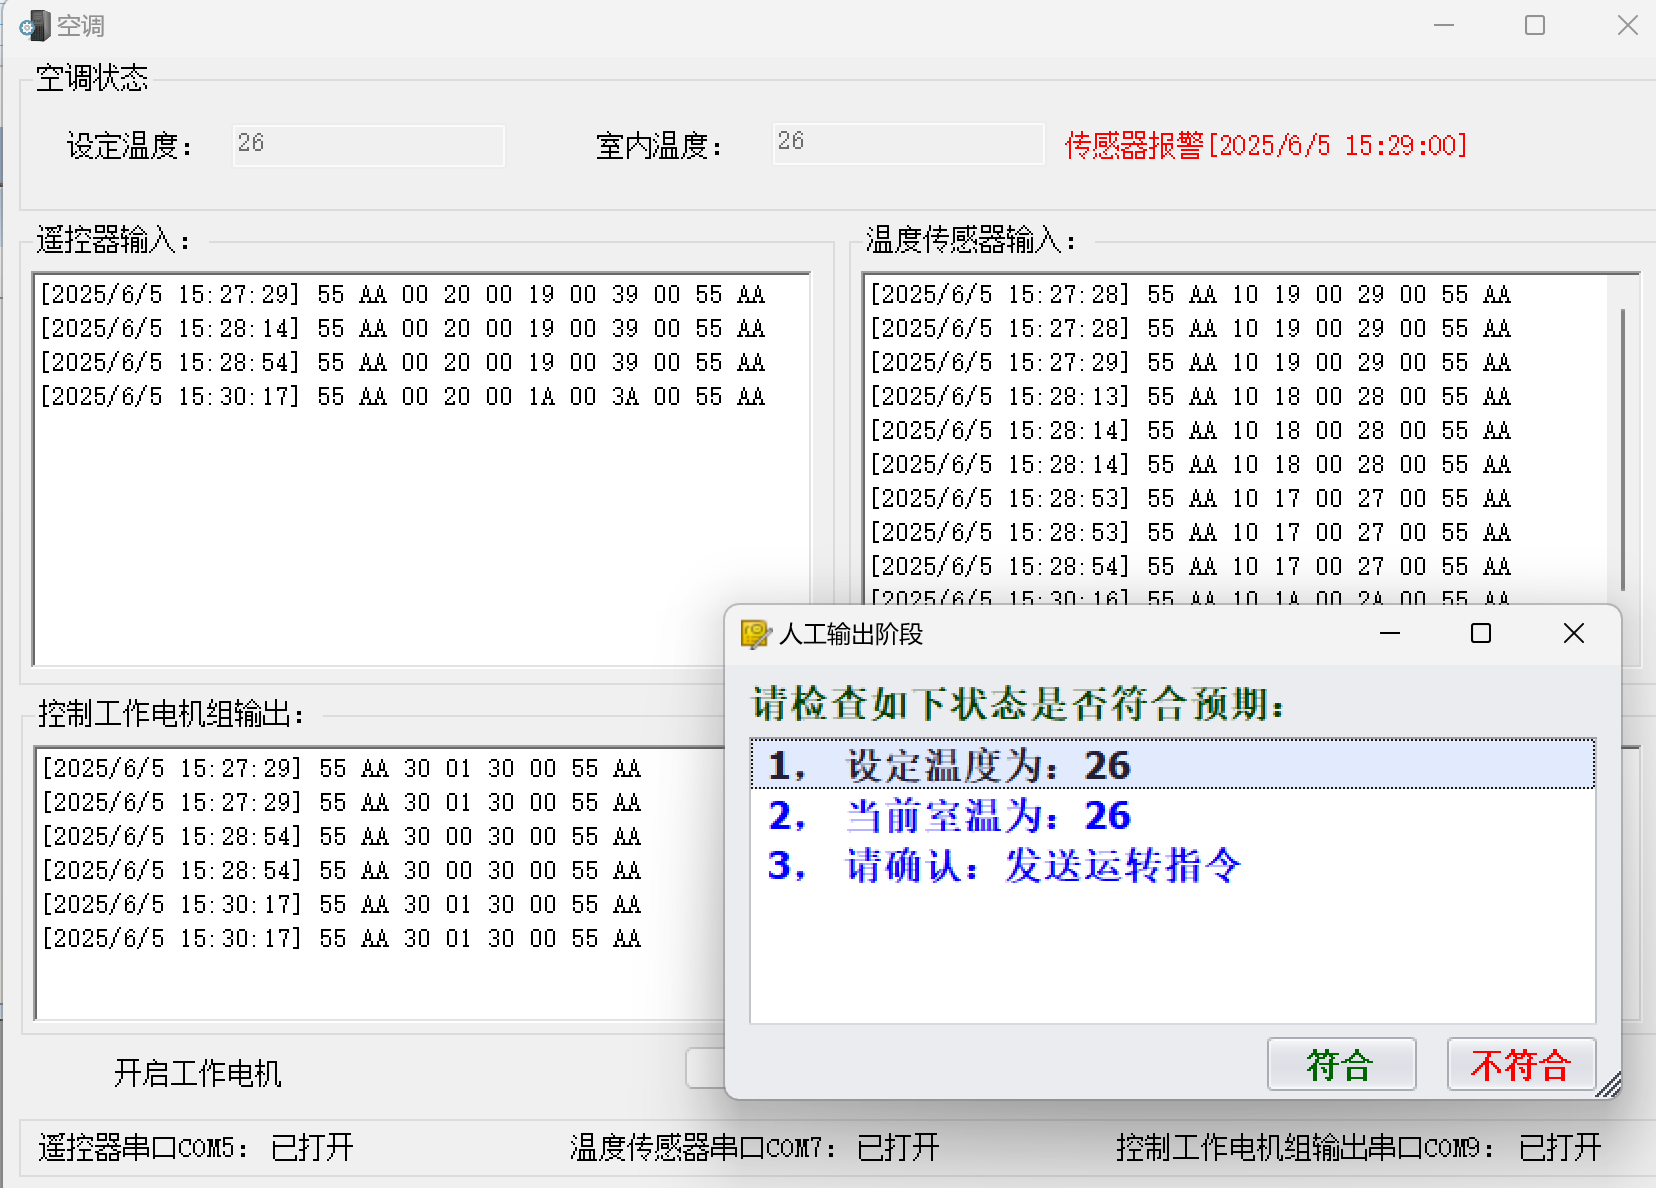 空调
空调状态
设定温度： 26 室内温度： 26 传感器报警[2025/6/5 15:29:00]
遥控器输入：
[2025/6/5 15:27:29] 55 AA 00 20 00 19 00 39 00 55 AA
[2025/6/5 15:28:14] 55 AA 00 20 00 19 00 39 00 55 AA
[2025/6/5 15:28:54] 55 AA 00 20 00 19 00 39 00 55 AA
[2025/6/5 15:30:17] 55 AA 00 20 00 1A 00 3A 00 55 AA
温度传感器输入：
[2025/6/5 15:27:28] 55 AA 10 19 00 29 00 55 AA
[2025/6/5 15:27:28] 55 AA 10 19 00 29 00 55 AA
[2025/6/5 15:27:29] 55 AA 10 19 00 29 00 55 AA
[2025/6/5 15:28:13] 55 AA 10 18 00 28 00 55 AA
[2025/6/5 15:28:14] 55 AA 10 18 00 28 00 55 AA
[2025/6/5 15:28:14] 55 AA 10 18 00 28 00 55 AA
[2025/6/5 15:28:53] 55 AA 10 17 00 27 00 55 AA
[2025/6/5 15:28:53] 55 AA 10 17 00 27 00 55 AA
[2025/6/5 15:28:54] 55 AA 10 17 00 27 00 55 AA
[2025/6/5 15:30:16] 55 AA 10 1A 00 2A 00 55 AA
控制工作电机组输出：
[2025/6/5 15:27:29] 55 AA 30 01 30 00 55 AA
[2025/6/5 15:27:29] 55 AA 30 01 30 00 55 AA
[2025/6/5 15:28:54] 55 AA 30 00 30 00 55 AA
[2025/6/5 15:28:54] 55 AA 30 00 30 00 55 AA
[2025/6/5 15:30:17] 55 AA 30 01 30 00 55 AA
[2025/6/5 15:30:17] 55 AA 30 01 30 00 55 AA
人工输出阶段
请检查如下状态是否符合预期：
1， 设定温度为：26
2， 当前室温为：26
3， 请确认：发送运转指令
符合 不符合
开启工作电机
遥控器串口COM5： 已打开 温度传感器串口COM7： 已打开 控制工作电机组输出串口COM9： 已打开